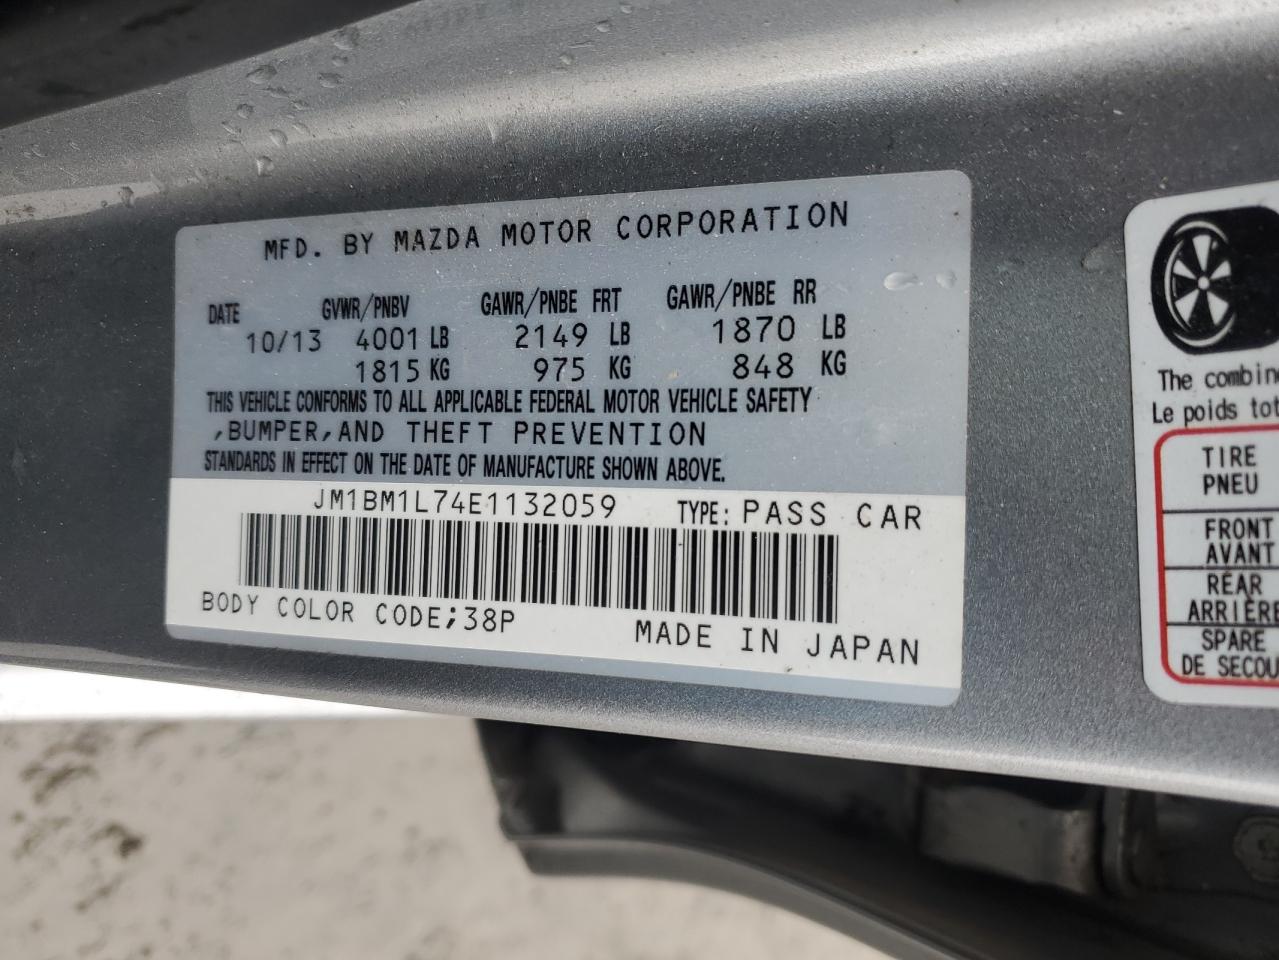 MFD. BY MAZDA MOTOR CORPORATION
DATE GVWR/PNBV GAWR/PNBE FRT GAWR/PNBE RR
10/13 4001 LB 2149 LB 1870 LB
1815 KG 975 KG 848 KG
THIS VEHICLE CONFORMS TO ALL APPLICABLE FEDERAL MOTOR VEHICLE SAFETY
,BUMPER,AND THEFT PREVENTION
STANDARDS IN EFFECT ON THE DATE OF MANUFACTURE SHOWN ABOVE.
JM1BM1L74E1132059 TYPE: PASS CAR
BODY COLOR CODE;38P
MADE IN JAPAN
The combin
Le poids tot
TIRE
PNEU
FRONT
AVANT
REAR
ARRIÈRE
SPARE
DE SECOU